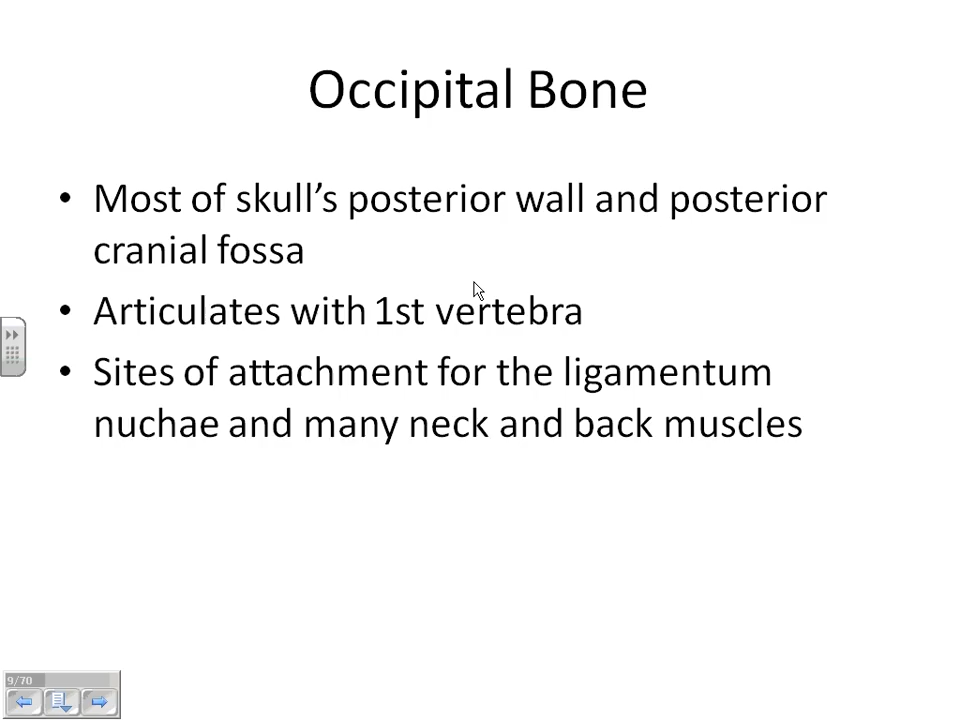 Occipital Bone
• Most of skull’s posterior wall and posterior
cranial fossa
• Articulates with 1st vertebra
• Sites of attachment for the ligamentum
nuchae and many neck and back muscles
9/70